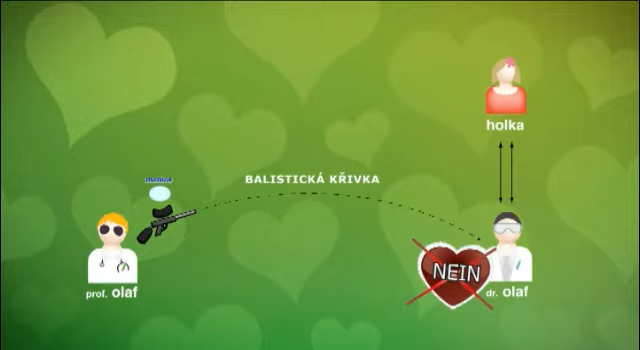 holka
BALISTICKÁ KŘIVKA
NEIN
prof. olaf
dr. olaf